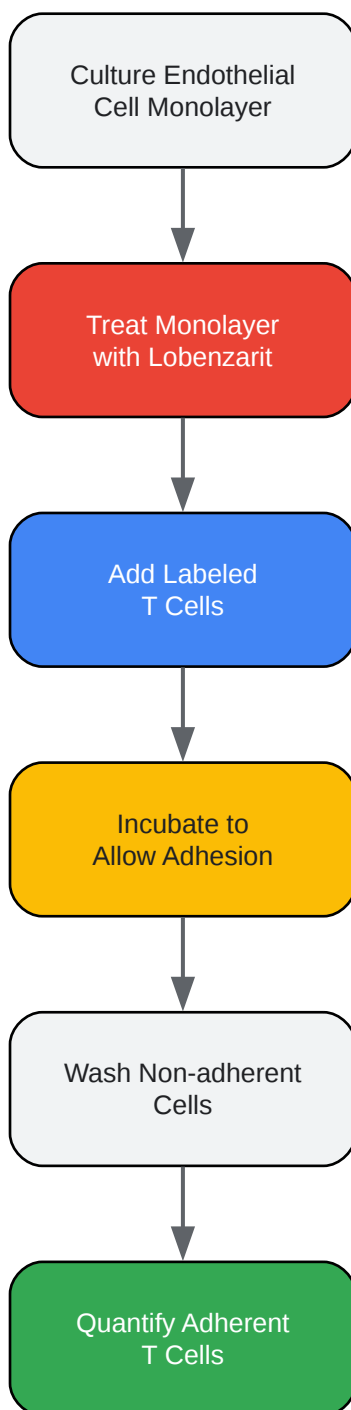 Culture Endothelial
Cell Monolayer
Treat Monolayer
with Lobenzarit
Add Labeled
T Cells
Incubate to
Allow Adhesion
Wash Non-adherent
Cells
Quantify Adherent
T Cells